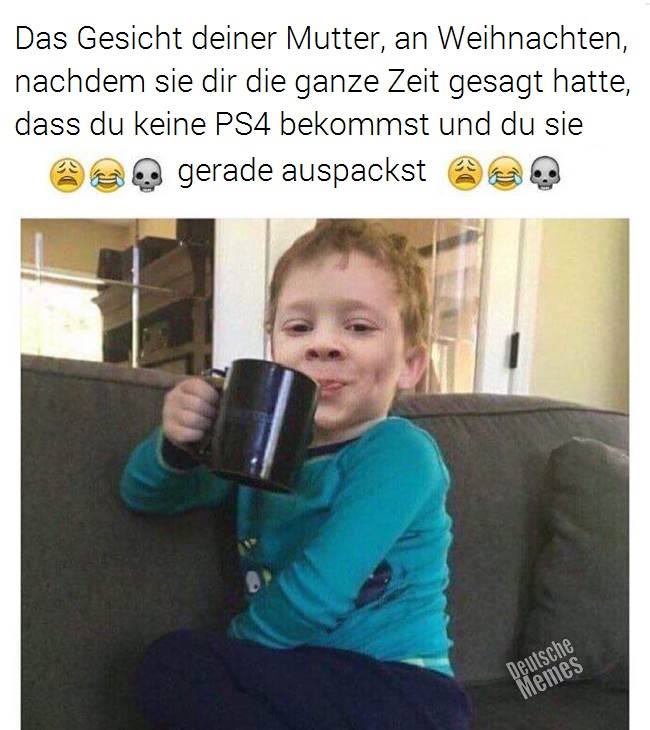 Das Gesicht deiner Mutter, an Weihnachten,
nachdem sie dir die ganze Zeit gesagt hatte,
dass du keine PS4 bekommst und du sie
😩😂💀 gerade auspackst 😩😂💀
Deutsche
Memes